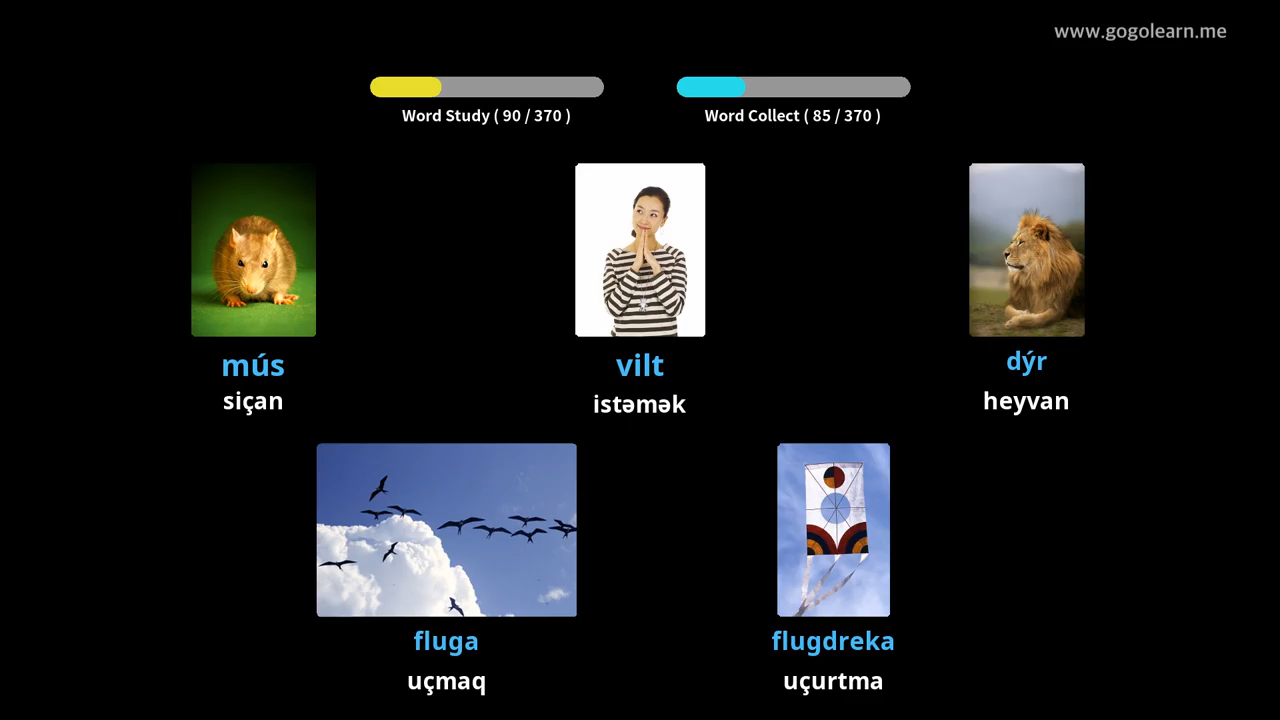 www.gogolearn.me
Word Study ( 90 / 370 )
Word Collect ( 85 / 370 )
mús
siçan
vilt
istəmək
dýr
heyvan
fluga
uçmaq
flugdreka
uçurtma